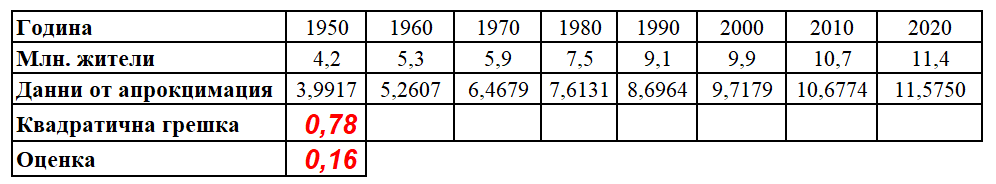 Година 1950 1960 1970 1980 1990 2000 2010 2020
Млн. жители 4,2 5,3 5,9 7,5 9,1 9,9 10,7 11,4
Данни от апрокцимация 3,9917 5,2607 6,4679 7,6131 8,6964 9,7179 10,6774 11,5750
Квадратична грешка 0,78
Оценка 0,16